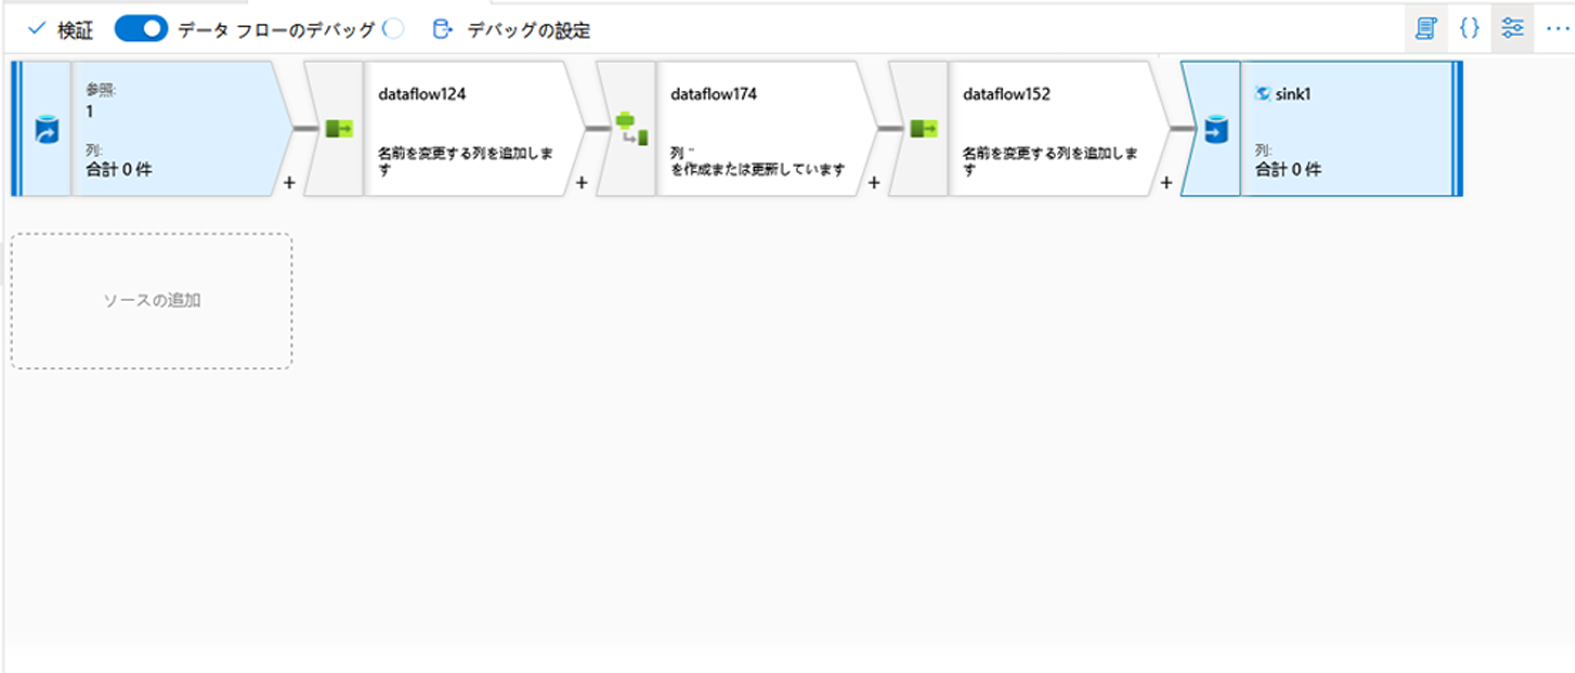 検証
データ フローのデバッグ
デバッグの設定
参照:
1
列:
合計 0 件
+
dataflow124
名前を変更する列を追加しま
す
+
dataflow174
列 ''
を作成または更新しています
+
dataflow152
名前を変更する列を追加しま
す
+
sink1
列:
合計 0 件
ソースの追加